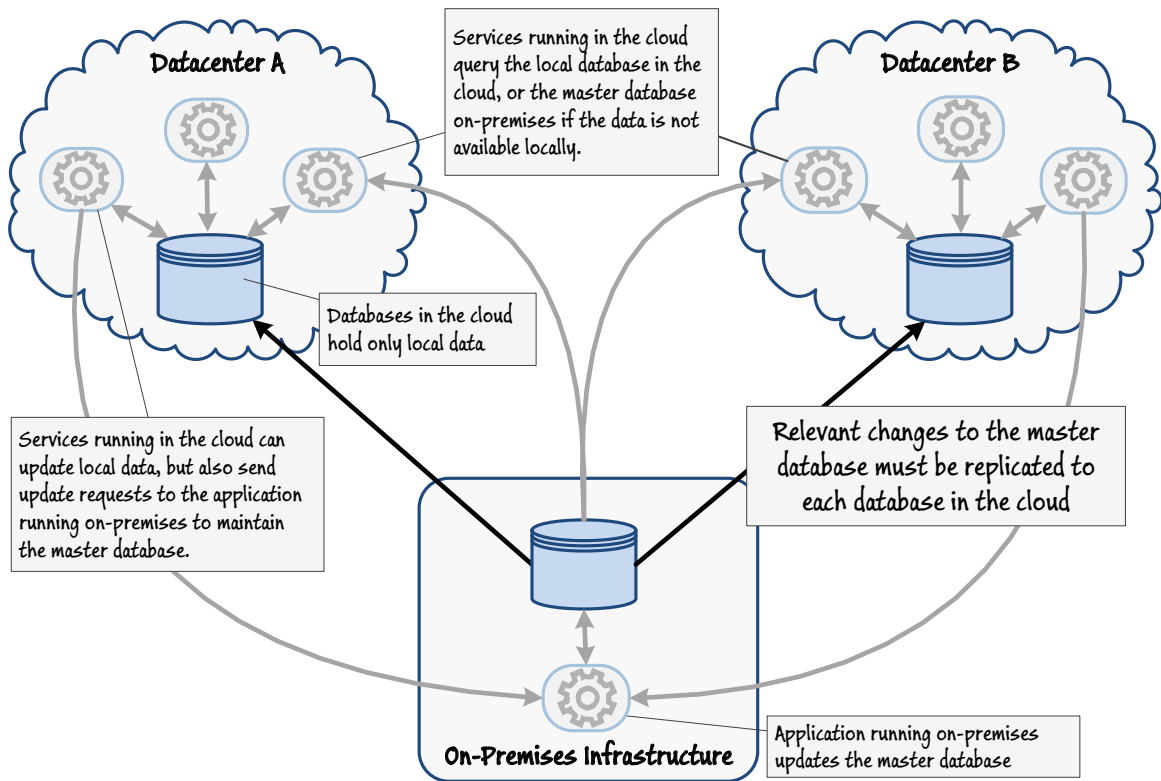 Datacenter A
Services running in the cloud
query the local database in the
cloud, or the master database
on-premises if the data is not
available locally.
Datacenter B
Databases in the cloud
hold only local data
Services running in the cloud can
update local data, but also send
update requests to the application
running on-premises to maintain
the master database.
Relevant changes to the master
database must be replicated to
each database in the cloud
On-Premises Infrastructure
Application running on-premises
updates the master database